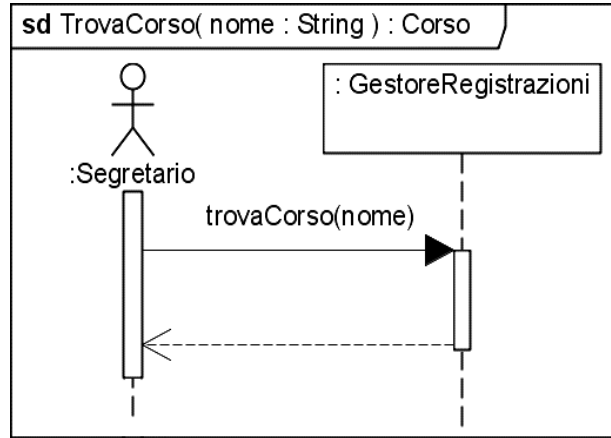 sd TrovaCorso( nome : String ) : Corso
: GestoreRegistrazioni
:Segretario
trovaCorso(nome)